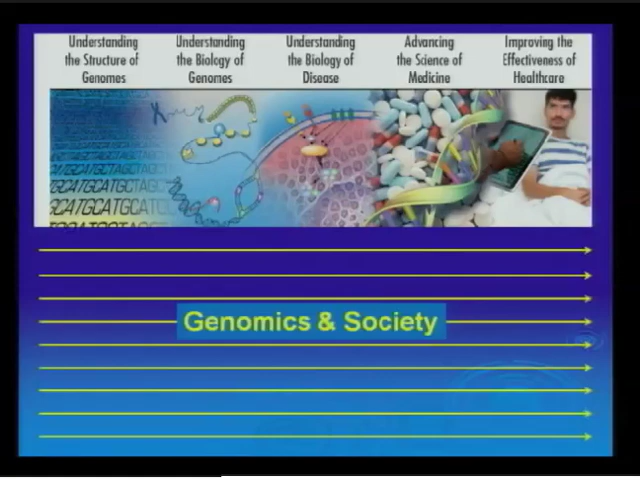 Understanding
the Structure of
Genomes
Understanding
the Biology of
Genomes
Understanding
the Biology of
Disease
Advancing
the Science of
Medicine
Improving the
Effectiveness of
Healthcare
GCATGCATGCATC
Genomics & Society